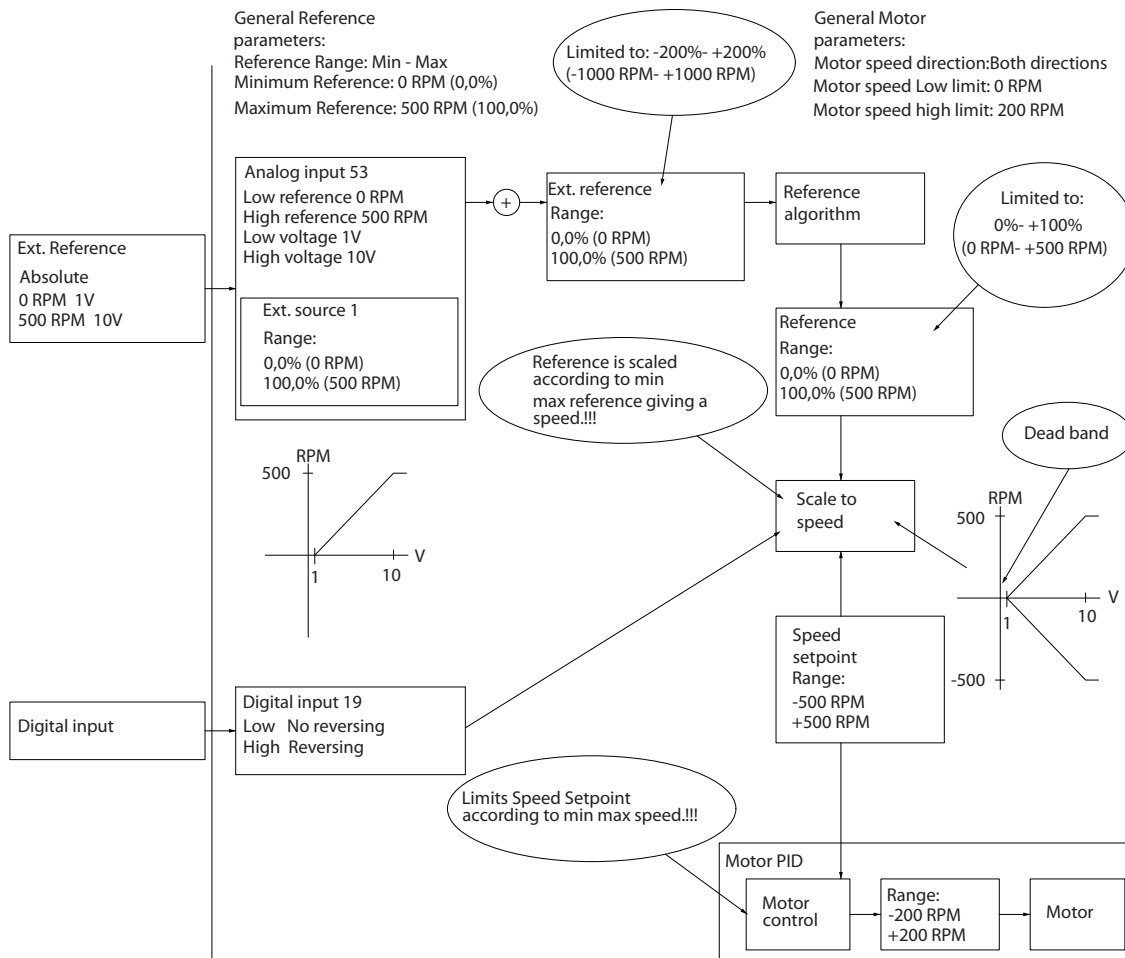 General Reference
parameters:
Reference Range: Min - Max
Minimum Reference: 0 RPM (0,0%)
Maximum Reference: 500 RPM (100,0%)
Limited to: -200%- +200%
(-1000 RPM- +1000 RPM)
General Motor
parameters:
Motor speed direction:Both directions
Motor speed Low limit: 0 RPM
Motor speed high limit: 200 RPM
Ext. Reference
Absolute
0 RPM 1V
500 RPM 10V
Analog input 53
Low reference 0 RPM
High reference 500 RPM
Low voltage 1V
High voltage 10V
Ext. source 1
Range:
0,0% (0 RPM)
100,0% (500 RPM)
+
Ext. reference
Range:
0,0% (0 RPM)
100,0% (500 RPM)
Reference
algorithm
Limited to:
0%- +100%
(0 RPM- +500 RPM)
Reference
Range:
0,0% (0 RPM)
100,0% (500 RPM)
Reference is scaled
according to min
max reference giving a
speed.!!!
Dead band
RPM
500
V
1
10
Scale to
speed
RPM
500
V
1
10
-500
Speed
setpoint
Range:
-500 RPM
+500 RPM
Digital input
Digital input 19
Low No reversing
High Reversing
Limits Speed Setpoint
according to min max speed.!!!
Motor PID
Motor
control
Range:
-200 RPM
+200 RPM
Motor